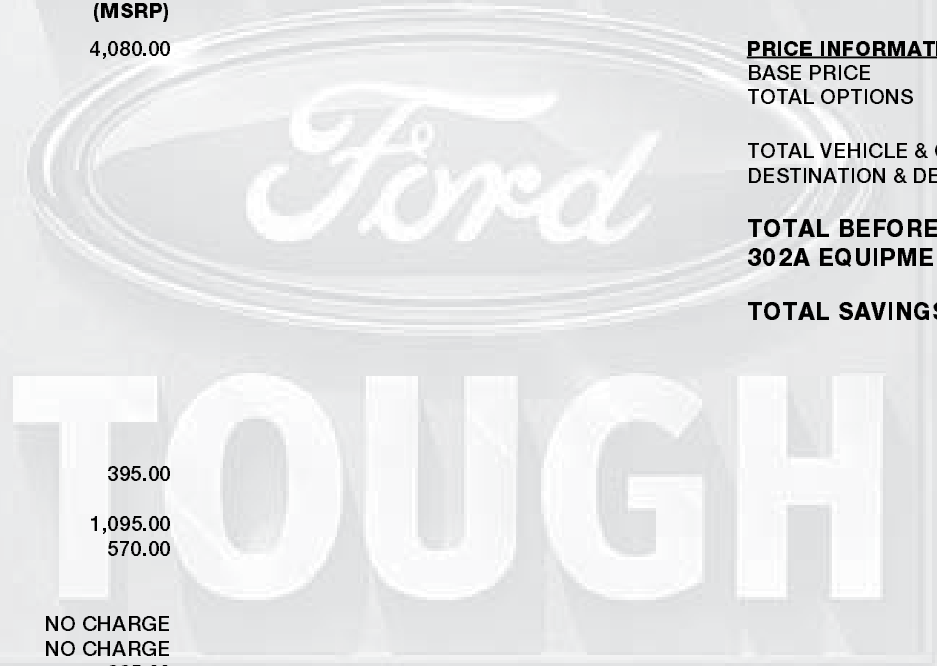 (MSRP)
4,080.00
395.00
1,095.00
570.00
NO CHARGE
NO CHARGE
PRICE INFORMATI
BASE PRICE
TOTAL OPTIONS
TOTAL VEHICLE &
DESTINATION & DE
TOTAL BEFORE
302A EQUIPME
TOTAL SAVINGS
Ford
TOUGH